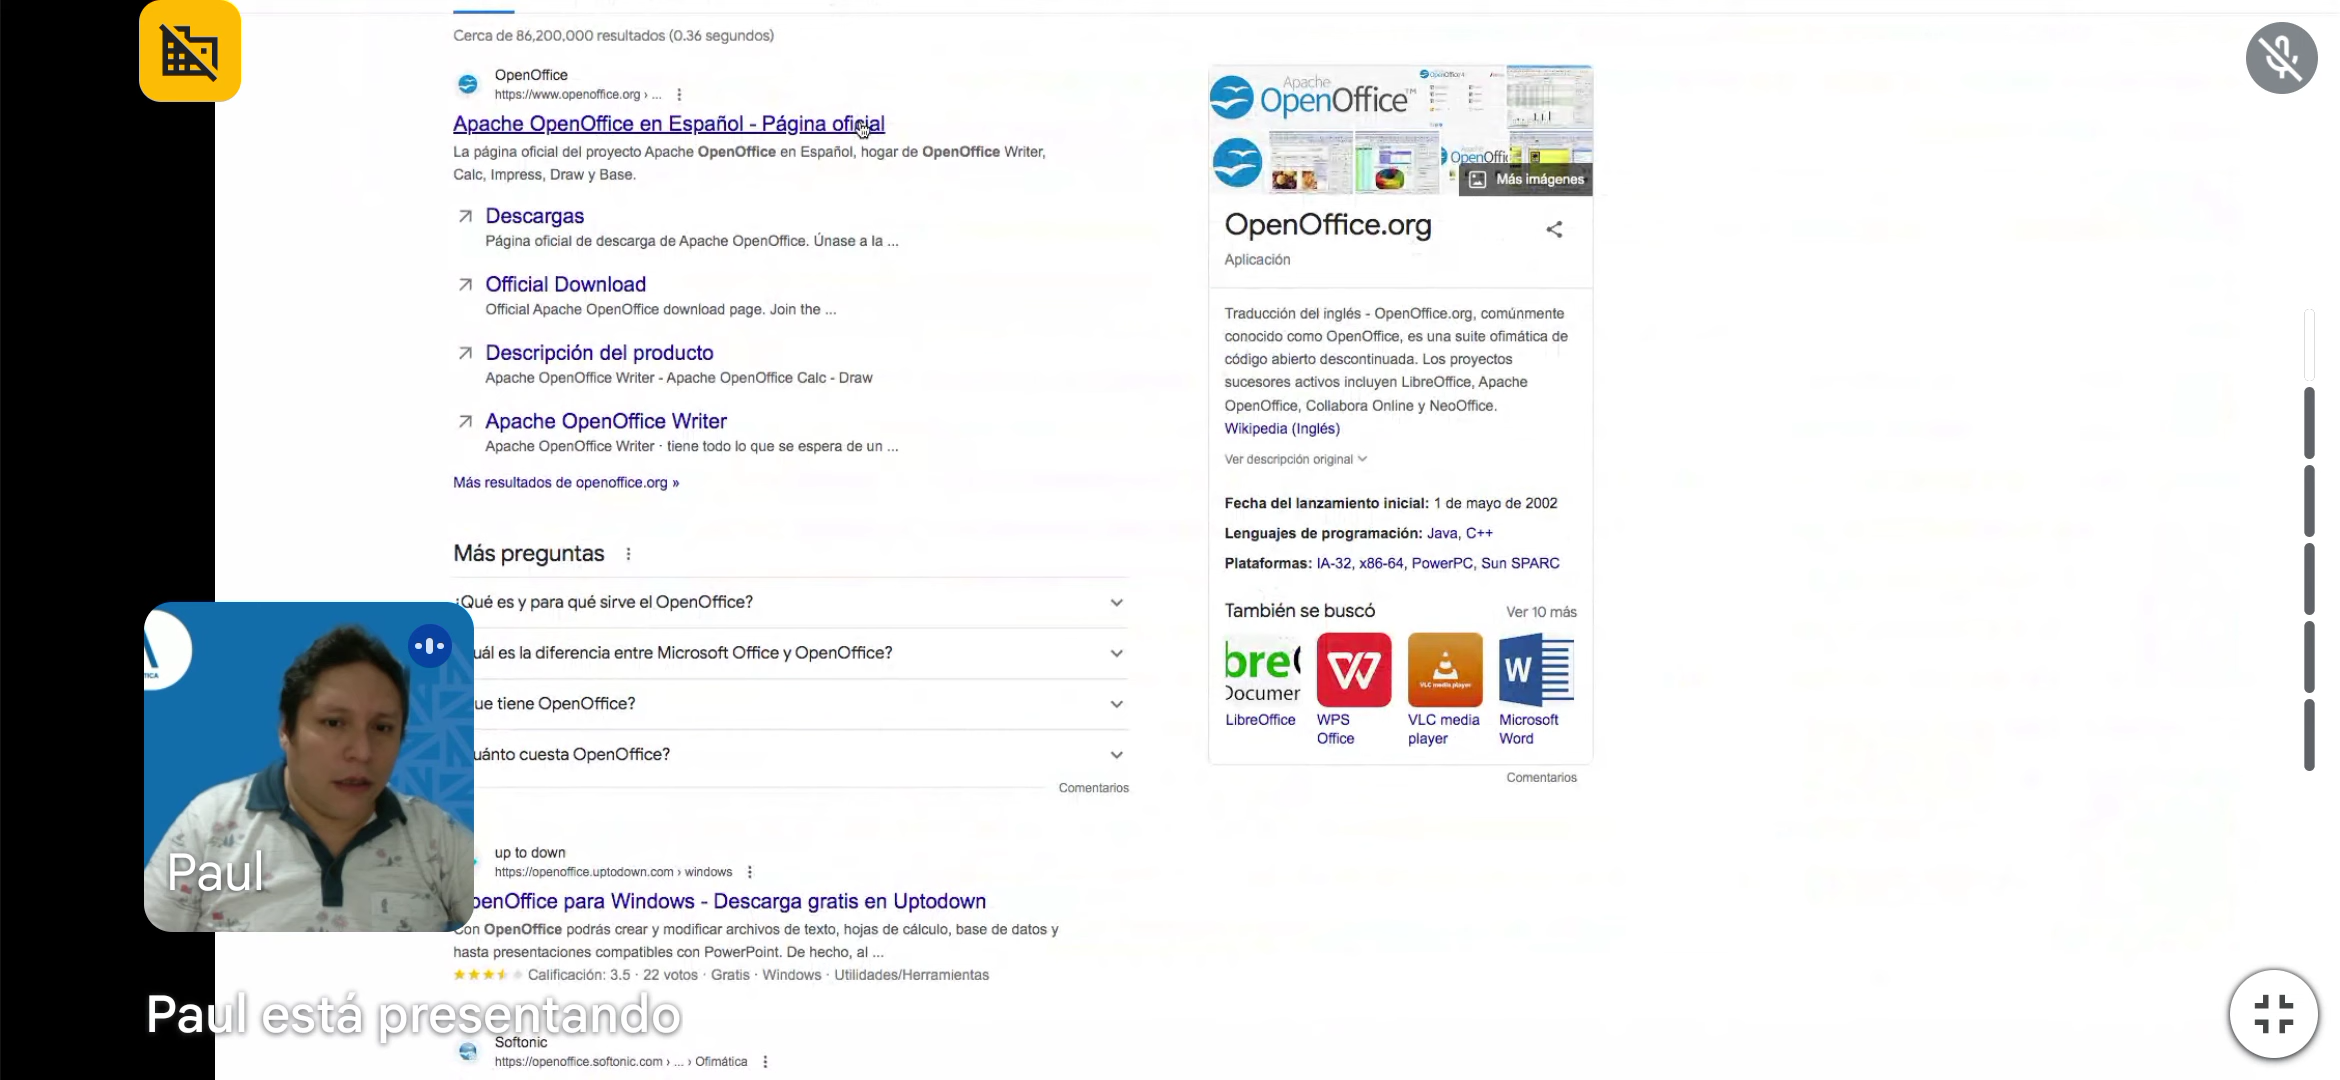 Cerca de 86,200,000 resultados (0.36 segundos)
OpenOffice
https://www.openoffice.org › ...
Apache OpenOffice en Español - Página oficial
La página oficial del proyecto Apache OpenOffice en Español, hogar de OpenOffice Writer,
Calc, Impress, Draw y Base.
Descargas
Página oficial de descarga de Apache OpenOffice. Únase a la ...
Official Download
Official Apache OpenOffice download page. Join the ...
Descripción del producto
Apache OpenOffice Writer - Apache OpenOffice Calc - Draw
Apache OpenOffice Writer
Apache OpenOffice Writer · tiene todo lo que se espera de un ...
Más resultados de openoffice.org »
Más preguntas
¿Qué es y para qué sirve el OpenOffice?
uál es la diferencia entre Microsoft Office y OpenOffice?
ue tiene OpenOffice?
uánto cuesta OpenOffice?
Comentarios
up to down
https://openoffice.uptodown.com › windows
penOffice para Windows - Descarga gratis en Uptodown
Con OpenOffice podrás crear y modificar archivos de texto, hojas de cálculo, base de datos y
hasta presentaciones compatibles con PowerPoint. De hecho, al ...
Calificación: 3.5 · 22 votos · Gratis · Windows · Utilidades/Herramientas
Softonic
https://openoffice.softonic.com › ... › Ofimática
Apache
OpenOffice™
Más imágenes
OpenOffice.org
Aplicación
Traducción del inglés - OpenOffice.org, comúnmente
conocido como OpenOffice, es una suite ofimática de
código abierto descontinuada. Los proyectos
sucesores activos incluyen LibreOffice, Apache
OpenOffice, Collabora Online y NeoOffice.
Wikipedia (Inglés)
Ver descripción original
Fecha del lanzamiento inicial: 1 de mayo de 2002
Lenguajes de programación: Java, C++
Plataformas: IA-32, x86-64, PowerPC, Sun SPARC
También se buscó
Ver 10 más
bre
Documen
VLC media player
W
LibreOffice
WPS
Office
VLC media
player
Microsoft
Word
Comentarios
TICA
Paul
Paul está presentando